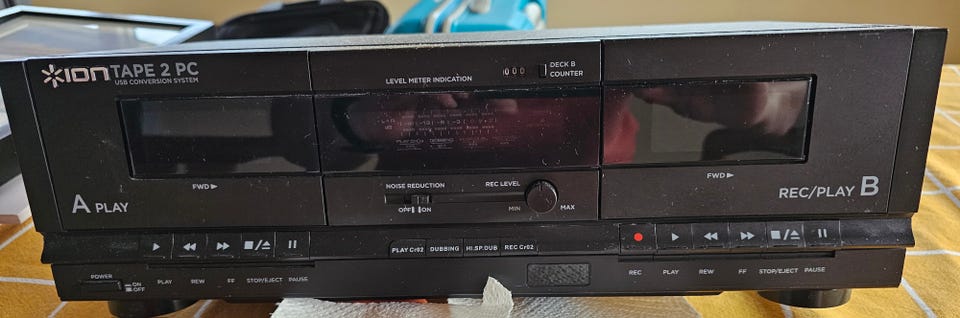 ION TAPE 2 PC
USB CONVERSION SYSTEM
LEVEL METER INDICATION
000
DECK B
COUNTER
FWD
FWD
A PLAY
NOISE REDUCTION
OFF ON
REC LEVEL
MIN MAX
REC/PLAY B
PLAY CrO2 DUBBING HI.SP.DUB REC CrO2
POWER
ON
OFF
PLAY REW FF STOP/EJECT PAUSE
REC PLAY REW FF STOP/EJECT PAUSE